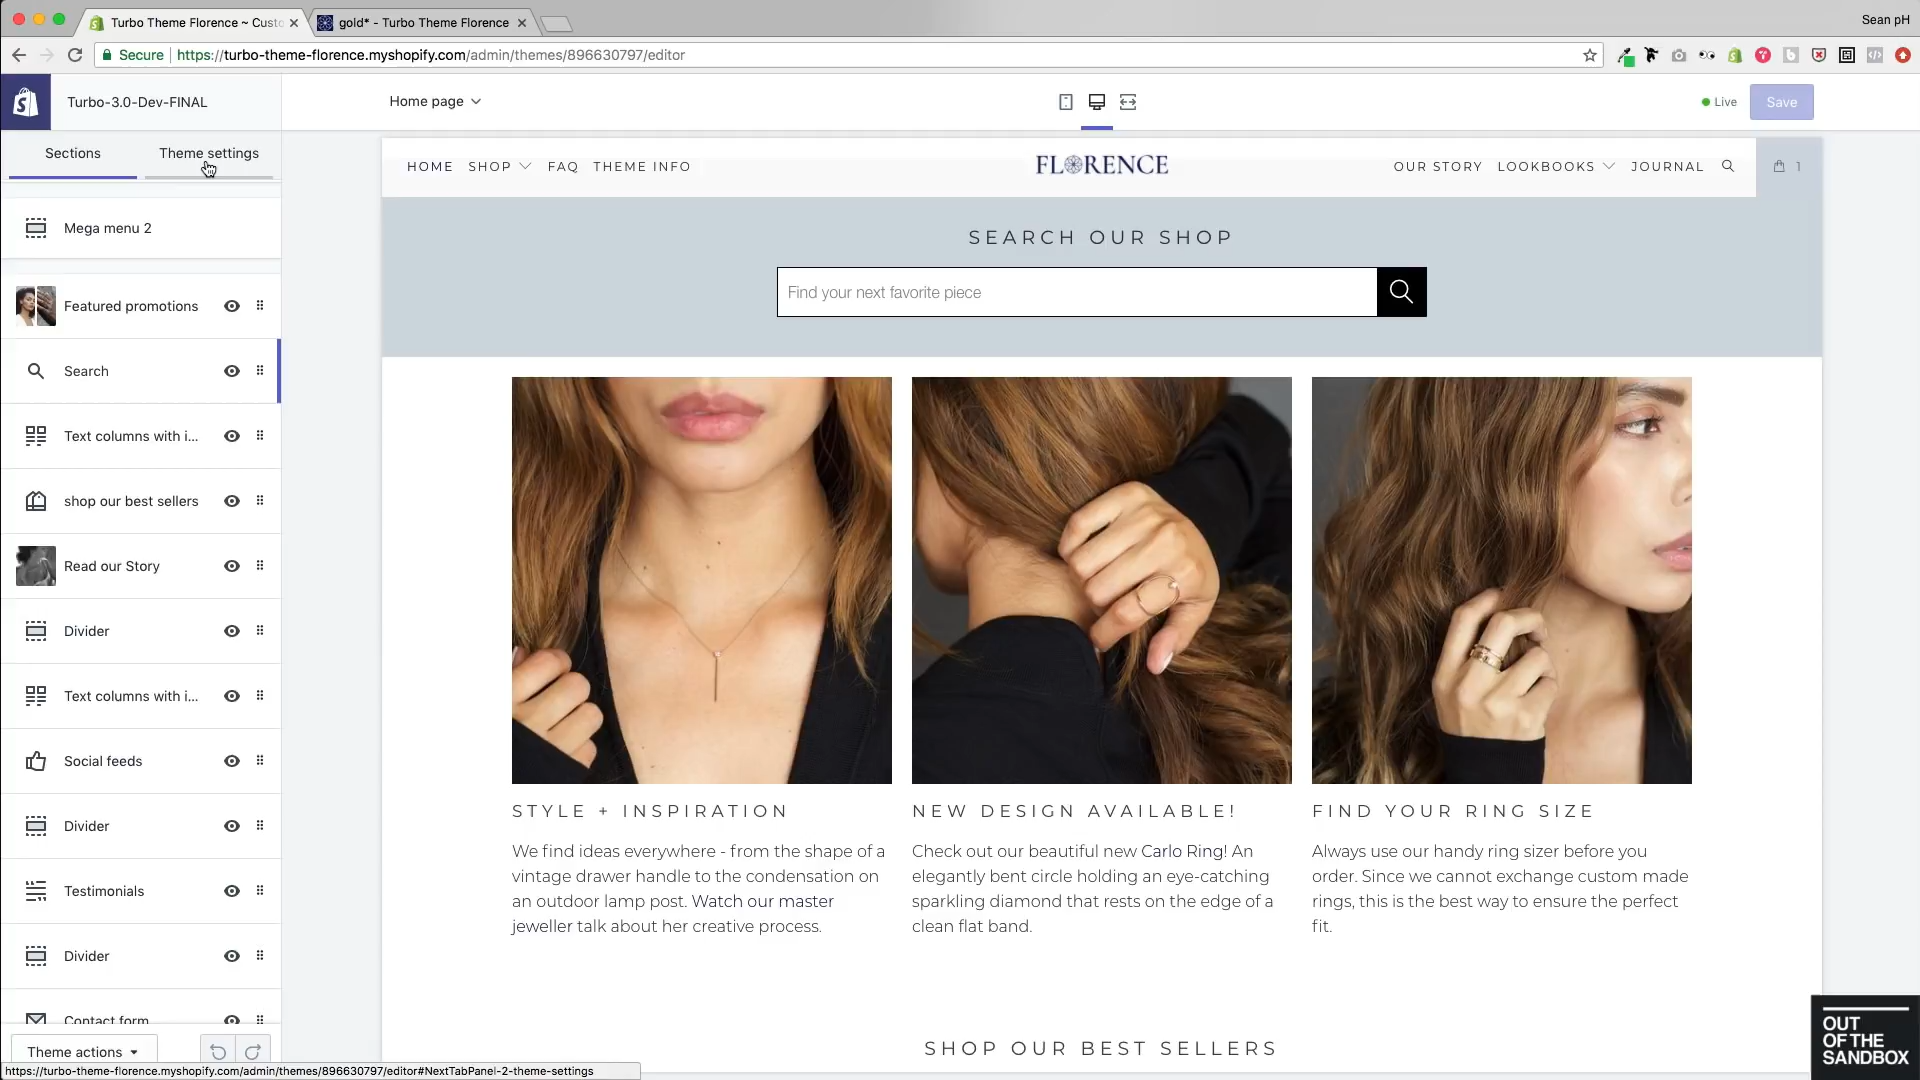 Turbo Theme Florence ~ Custo
gold* - Turbo Theme Florence
Sean pH
Secure
https://turbo-theme-florence.myshopify.com/admin/themes/896630797/editor
Turbo-3.0-Dev-FINAL
Home page
Live
Save
Sections
Theme settings
HOME SHOP FAQ THEME INFO
FLORENCE
OUR STORY LOOKBOOKS JOURNAL
1
Mega menu 2
SEARCH OUR SHOP
Find your next favorite piece
Featured promotions
Search
Text columns with i...
shop our best sellers
Read our Story
Divider
Text columns with i...
Social feeds
Divider
Testimonials
Divider
Contact form
STYLE + INSPIRATION
We find ideas everywhere - from the shape of a
vintage drawer handle to the condensation on
an outdoor lamp post. Watch our master
jeweller talk about her creative process.
NEW DESIGN AVAILABLE!
Check out our beautiful new Carlo Ring! An
elegantly bent circle holding an eye-catching
sparkling diamond that rests on the edge of a
clean flat band.
FIND YOUR RING SIZE
Always use our handy ring sizer before you
order. Since we cannot exchange custom made
rings, this is the best way to ensure the perfect
fit.
SHOP OUR BEST SELLERS
Theme actions
https://turbo-theme-florence.myshopify.com/admin/themes/896630797/editor#NextTabPanel-2-theme-settings
OUT
OF THE
SANDBOX